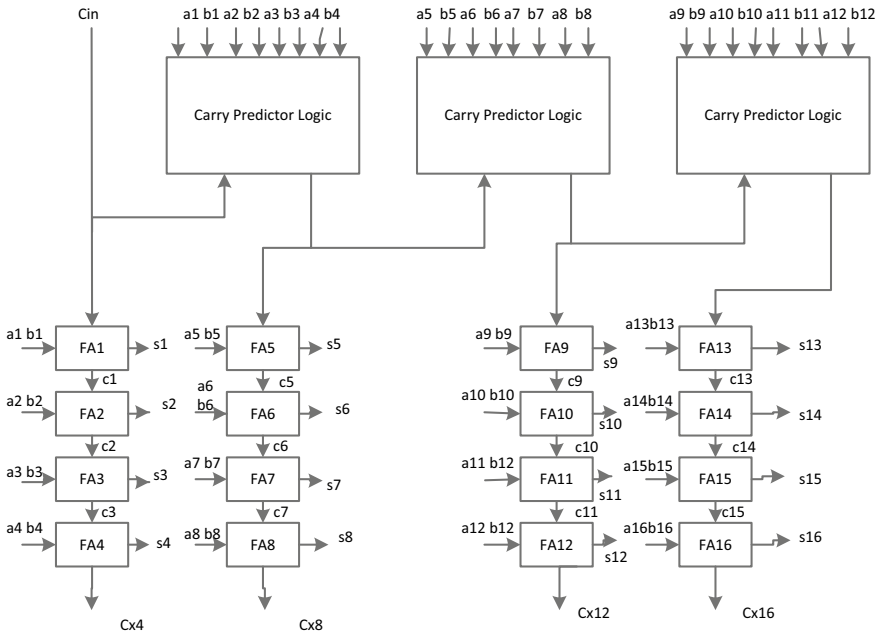 Cin
a1 b1 a2 b2 a3 b3 a4 b4
a5 b5 a6 b6 a7 b7 a8 b8
a9 b9 a10 b10 a11 b11 a12 b12
Carry Predictor Logic
Carry Predictor Logic
Carry Predictor Logic
a1 b1
FA1
s1
c1
a2 b2
FA2
s2
c2
a3 b3
FA3
s3
c3
a4 b4
FA4
s4
Cx4
a5 b5
FA5
s5
c5
a6
b6
FA6
s6
c6
a7 b7
FA7
s7
c7
a8 b8
FA8
s8
Cx8
a9 b9
FA9
s9
c9
a10 b10
FA10
s10
c10
a11 b12
FA11
s11
c11
a12 b12
FA12
s12
Cx12
a13b13
FA13
s13
c13
a14b14
FA14
s14
c14
a15b15
FA15
s15
c15
a16b16
FA16
s16
Cx16